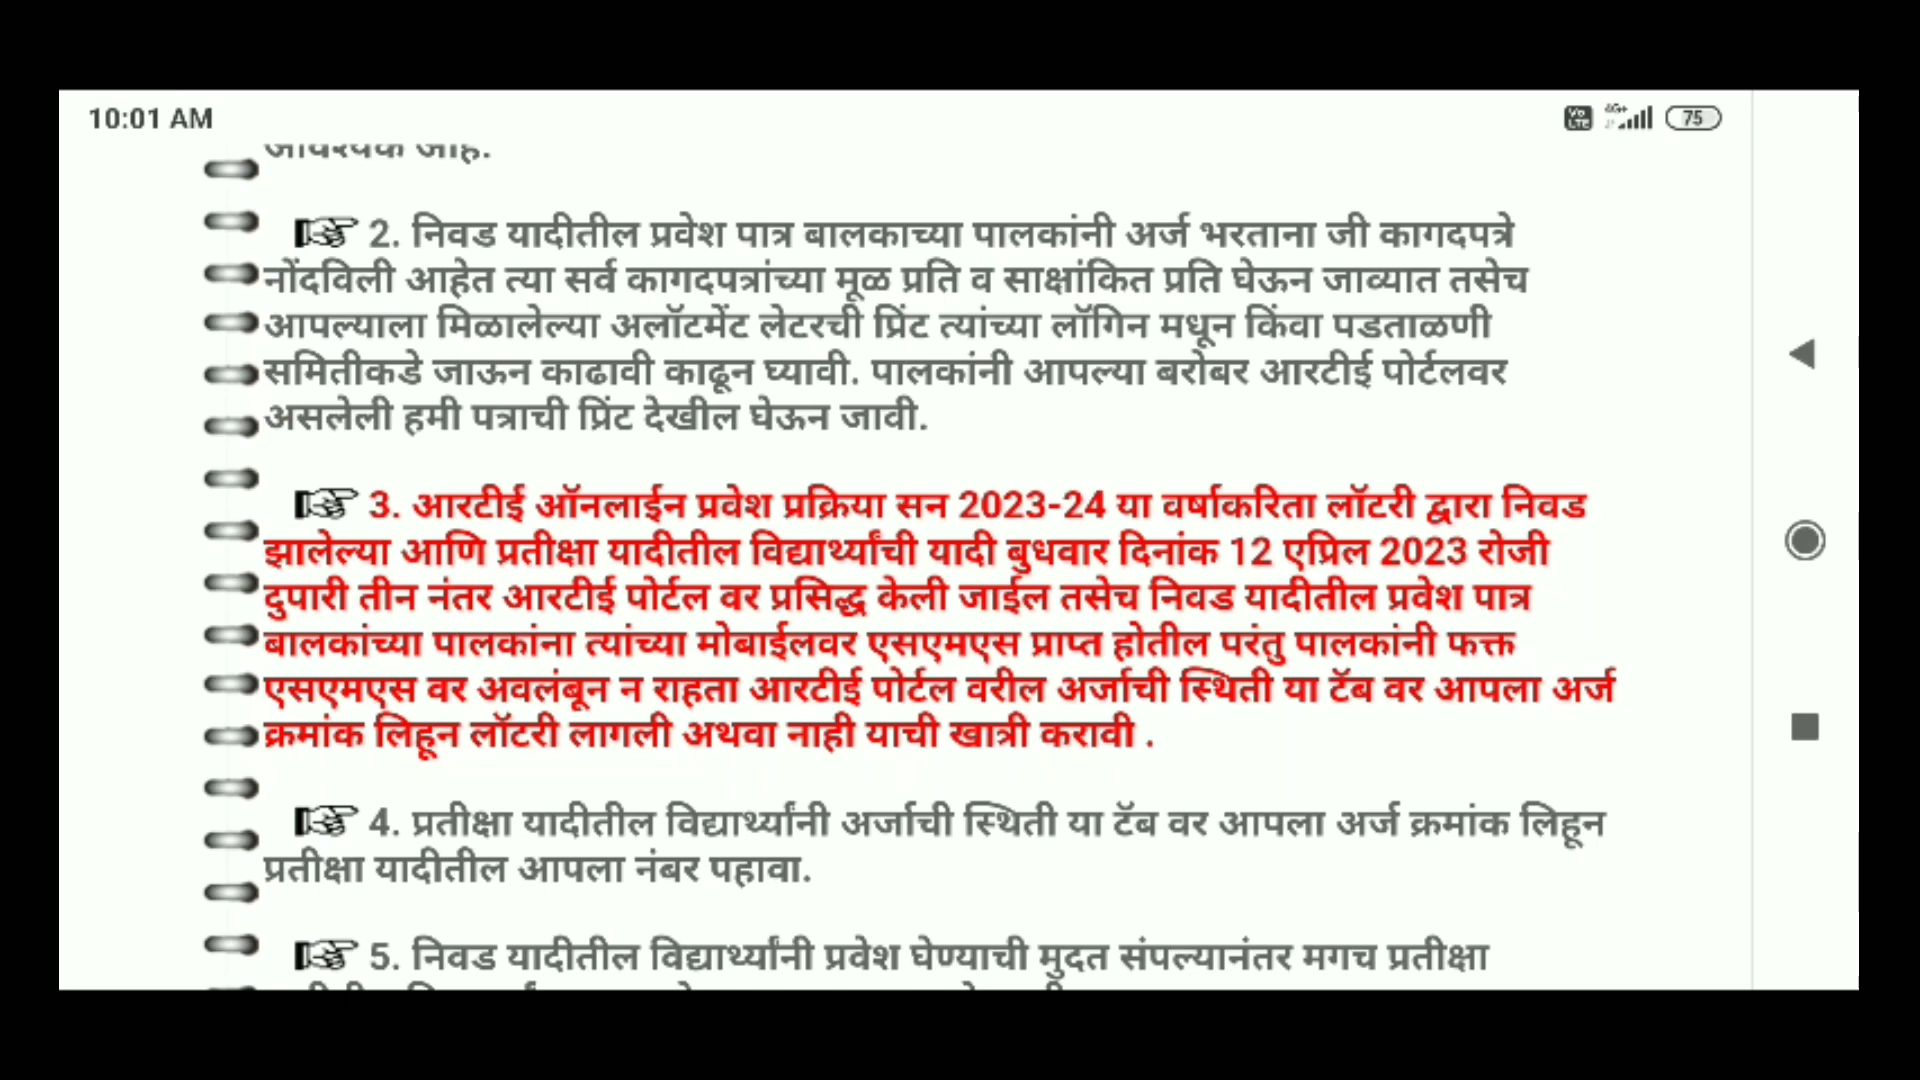 10:01 AM
75
आवश्यक आहे.
2. निवड यादीतील प्रवेश पात्र बालकाच्या पालकांनी अर्ज भरताना जी कागदपत्रे
नोंदविली आहेत त्या सर्व कागदपत्रांच्या मूळ प्रति व साक्षांकित प्रति घेऊन जाव्यात तसेच
आपल्याला मिळालेल्या अलॉटमेंट लेटरची प्रिंट त्यांच्या लॉगिन मधून किंवा पडताळणी
समितीकडे जाऊन काढावी काढून घ्यावी. पालकांनी आपल्या बरोबर आरटीई पोर्टलवर
असलेली हमी पत्राची प्रिंट देखील घेऊन जावी.
3. आरटीई ऑनलाईन प्रवेश प्रक्रिया सन 2023-24 या वर्षाकरिता लॉटरी द्वारा निवड
झालेल्या आणि प्रतीक्षा यादीतील विद्यार्थ्यांची यादी बुधवार दिनांक 12 एप्रिल 2023 रोजी
दुपारी तीन नंतर आरटीई पोर्टल वर प्रसिद्ध केली जाईल तसेच निवड यादीतील प्रवेश पात्र
बालकांच्या पालकांना त्यांच्या मोबाईलवर एसएमएस प्राप्त होतील परंतु पालकांनी फक्त
एसएमएस वर अवलंबून न राहता आरटीई पोर्टल वरील अर्जाची स्थिती या टॅब वर आपला अर्ज
क्रमांक लिहून लॉटरी लागली अथवा नाही याची खात्री करावी .
4. प्रतीक्षा यादीतील विद्यार्थ्यांनी अर्जाची स्थिती या टॅब वर आपला अर्ज क्रमांक लिहून
प्रतीक्षा यादीतील आपला नंबर पहावा.
5. निवड यादीतील विद्यार्थ्यांनी प्रवेश घेण्याची मुदत संपल्यानंतर मगच प्रतीक्षा